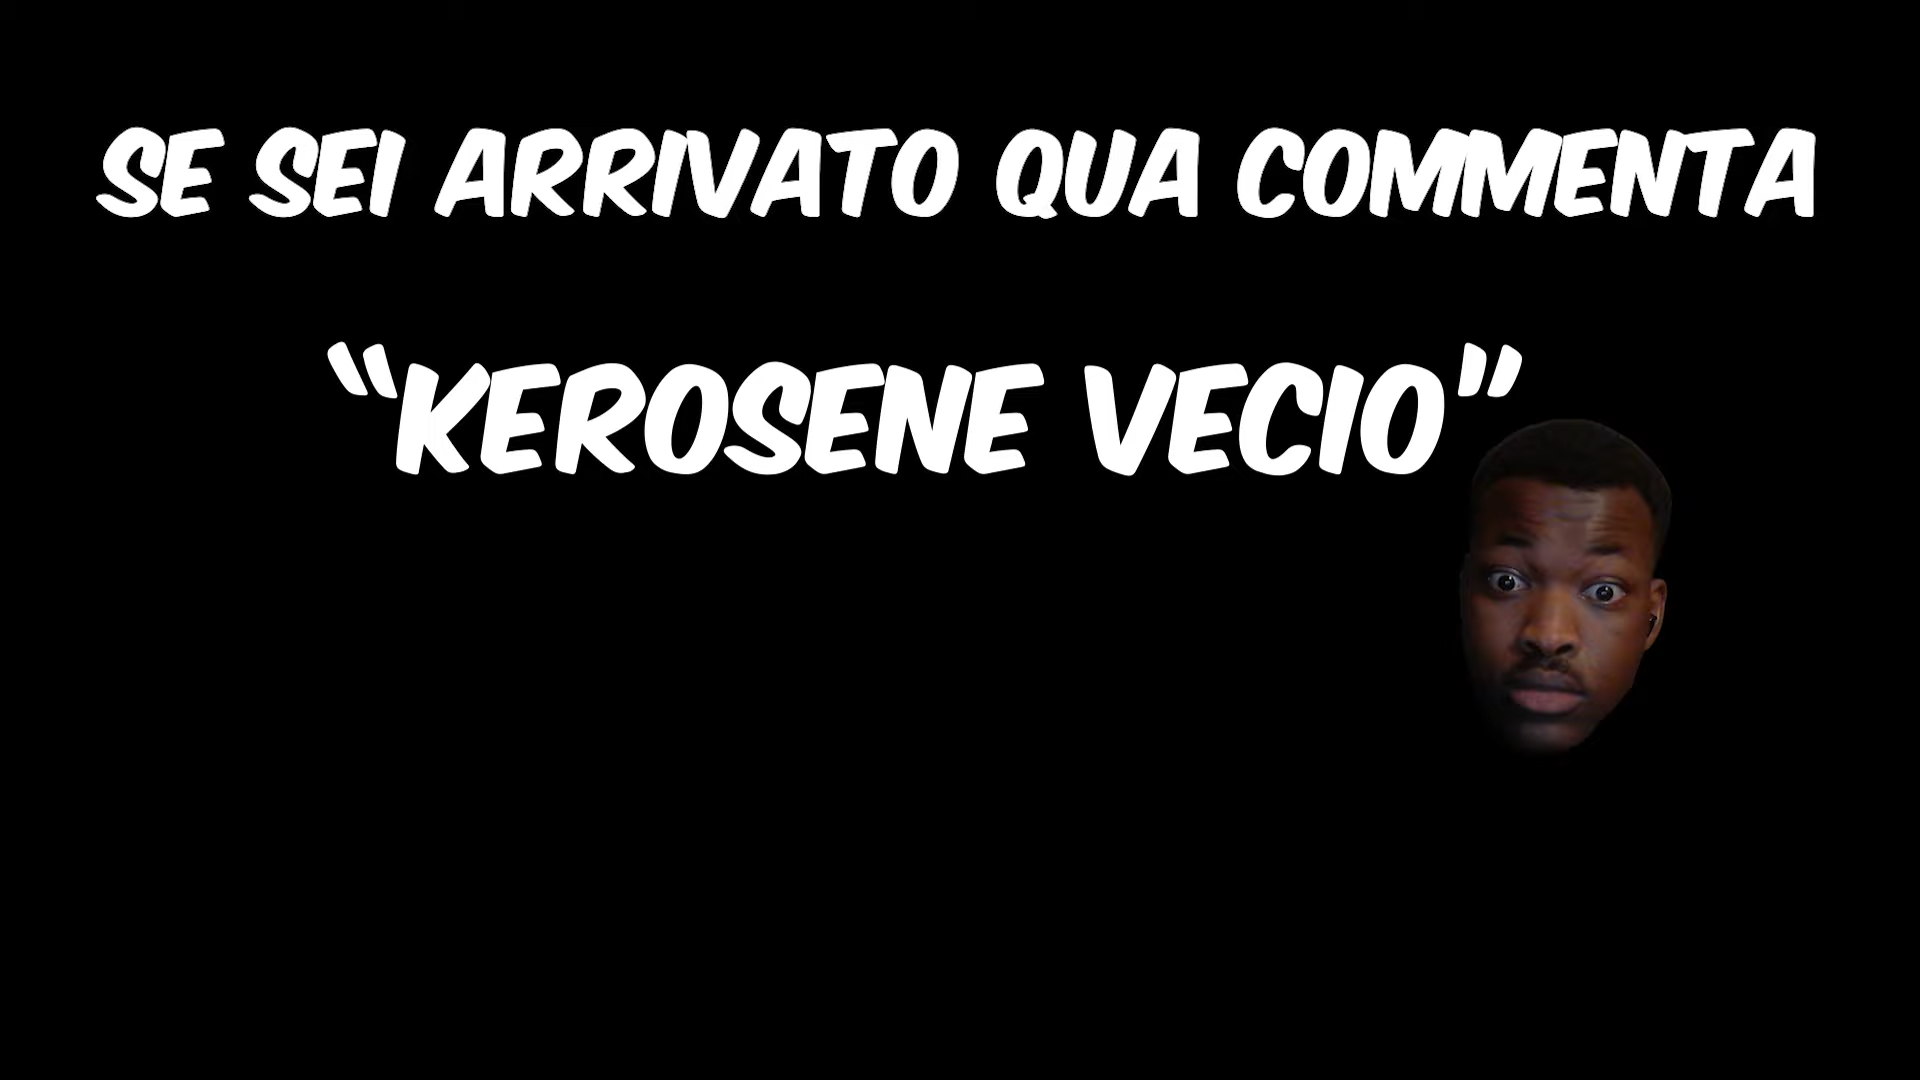 SE SEI ARRIVATO QUA COMMENTA
“KEROSENE VECIO”